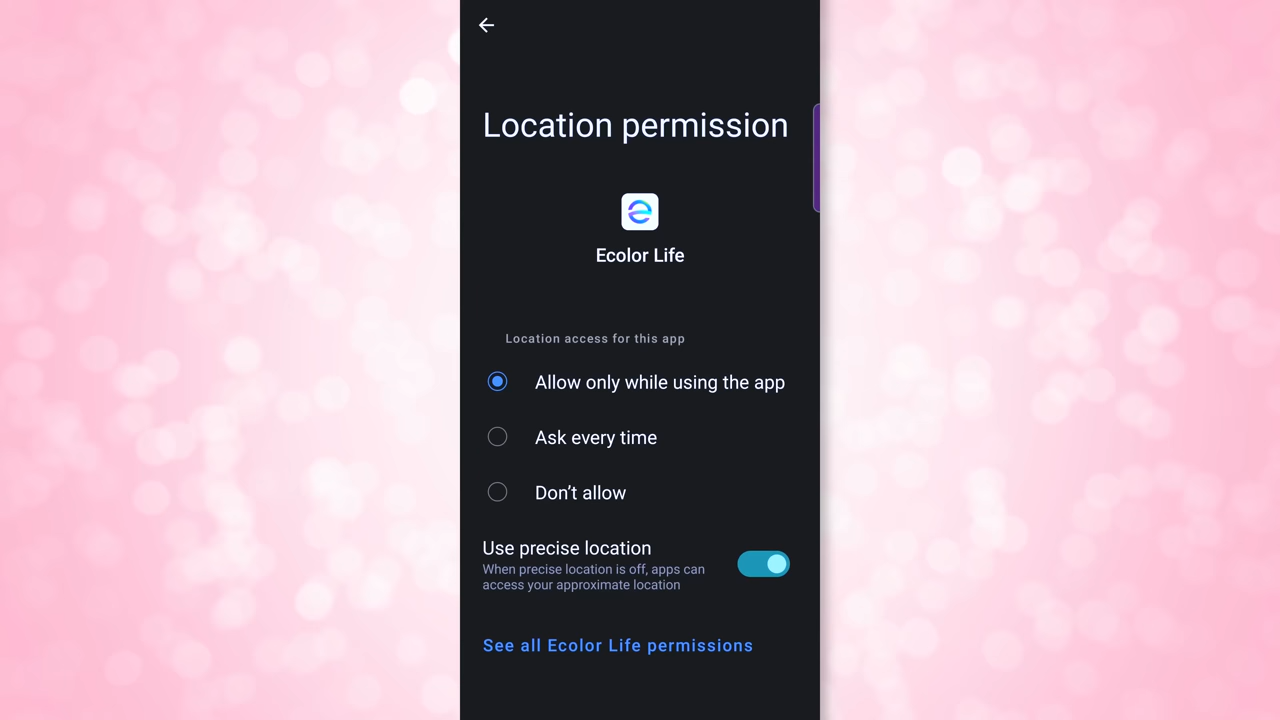 Location permission
Ecolor Life
Location access for this app
Allow only while using the app
Ask every time
Don’t allow
Use precise location
When precise location is off, apps can
access your approximate location
See all Ecolor Life permissions